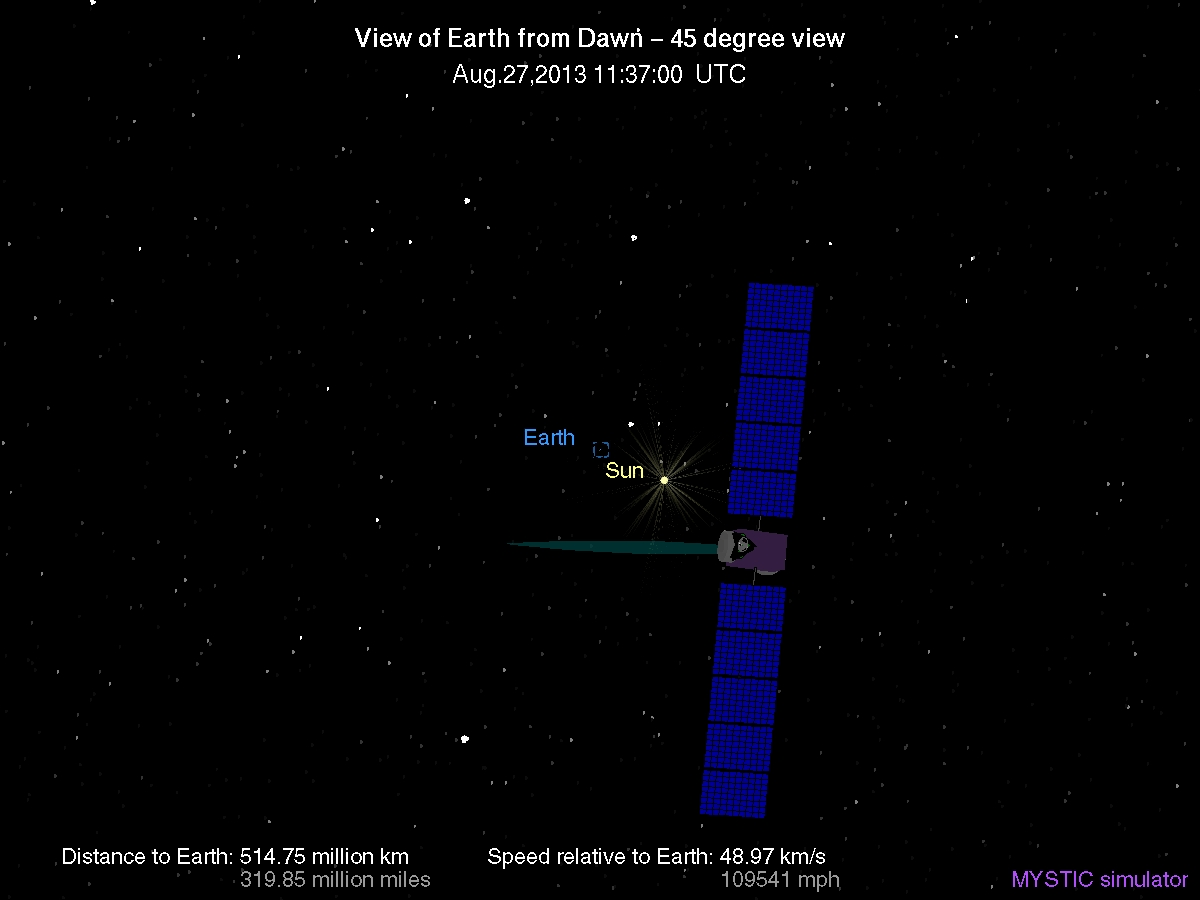 View of Earth from Dawn – 45 degree view
Aug.27,2013 11:37:00 UTC
Earth
Sun
Distance to Earth: 514.75 million km
319.85 million miles
Speed relative to Earth: 48.97 km/s
109541 mph
MYSTIC simulator